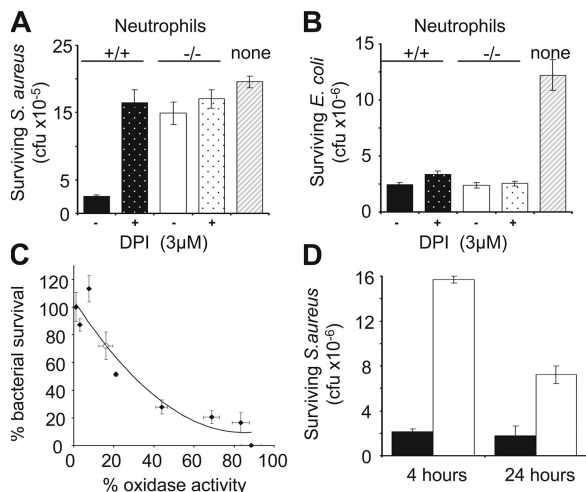 A
Neutrophils
+/+ -/- none
Surviving S. aureus
(cfu x10-5)
25
15
5
0
- + - +
DPI (3µM)
B
Neutrophils
+/+ -/- none
Surviving E. coli
(cfu x10-6)
15
10
5
0
- + - +
DPI (3µM)
C
% bacterial survival
120
100
80
60
40
20
0
0 20 40 60 80 100
% oxidase activity
D
Surviving S.aureus
(cfu x10-6)
16
12
8
4
0
4 hours 24 hours